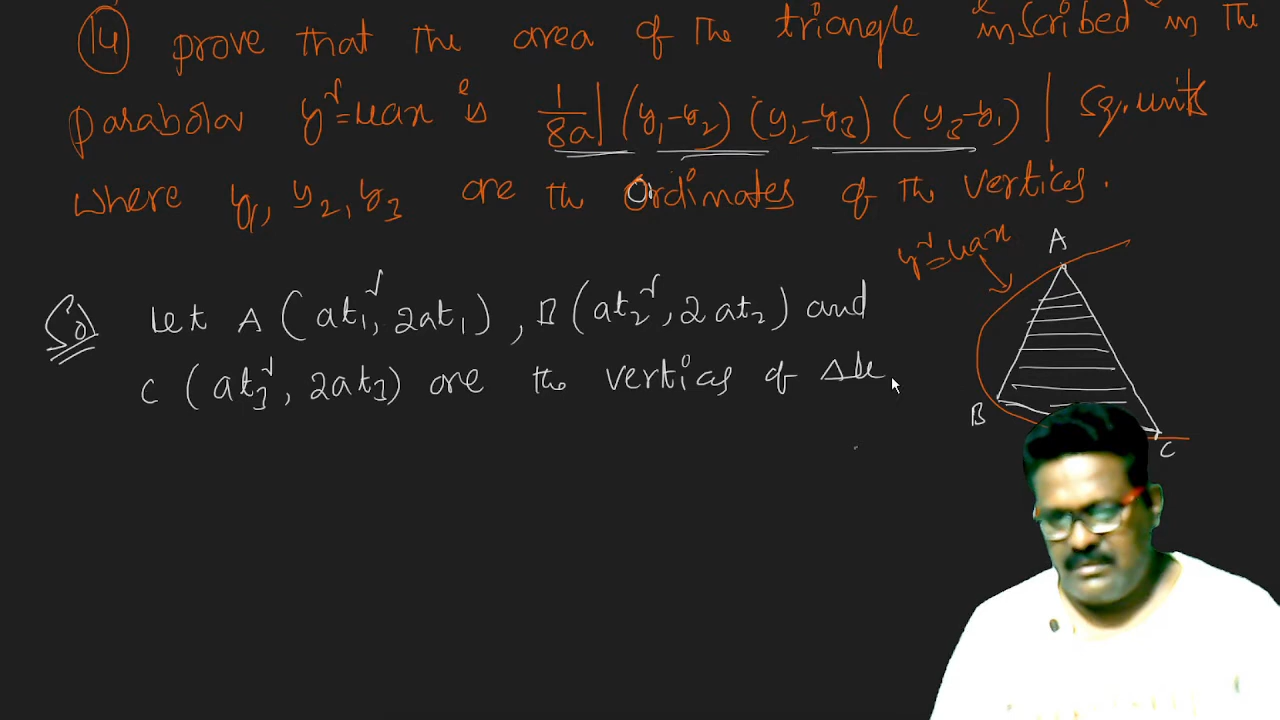 14 prove that the area of the triangle inscribed in the
parabola y²=4ax is 1/8a |(y₁-y₂) (y₂-y₃) (y₃-y₁)| Sq.units
where y₁, y₂, y₃ are the ordinates of the vertices.
y²=4ax
A
Sol Let A (at₁², 2at₁), B (at₂², 2at₂) and
C (at₃², 2at₃) are the vertices of Δle
B
C